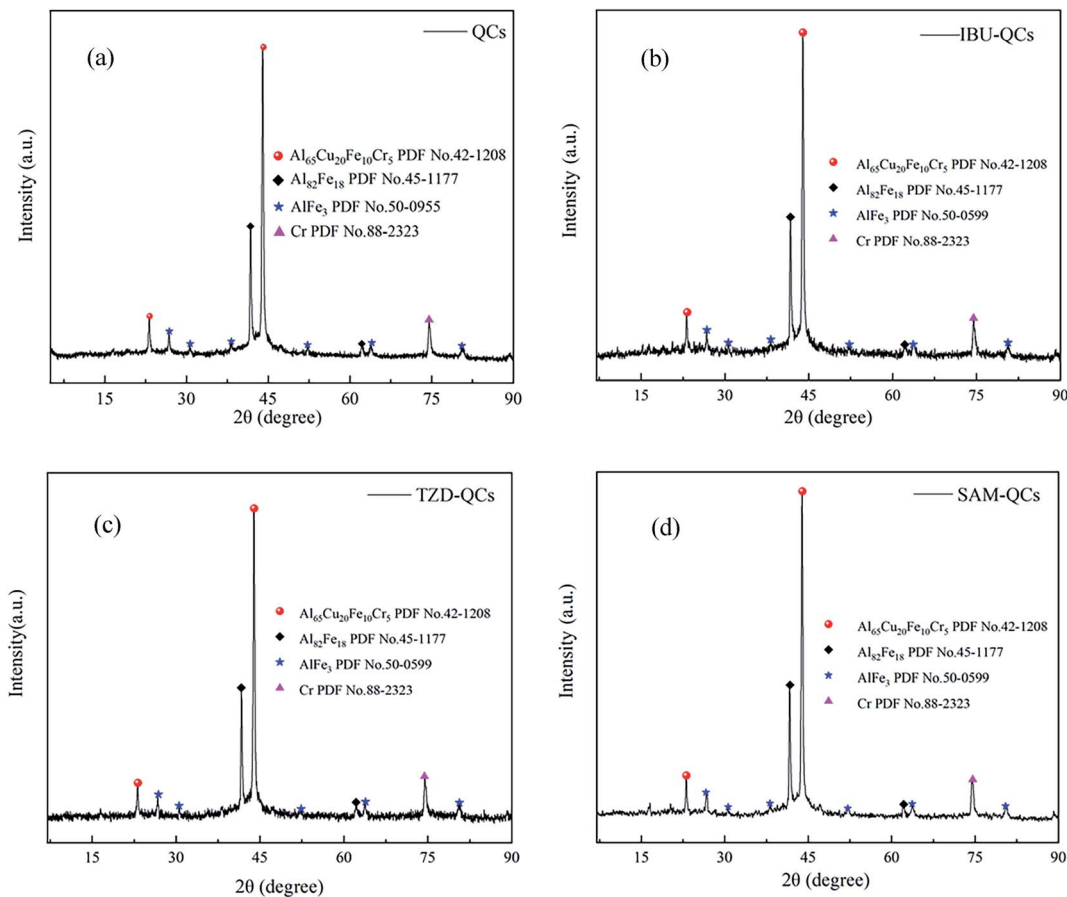 (a)
QCs
Al₆₅Cu₂₀Fe₁₀Cr₅ PDF No.42-1208
Al₈₂Fe₁₈ PDF No.45-1177
AlFe₃ PDF No.50-0955
Cr PDF No.88-2323
Intensity (a.u.)
15 30 45 60 75 90
2θ (degree)
(b)
IBU-QCs
Al₆₅Cu₂₀Fe₁₀Cr₅ PDF No.42-1208
Al₈₂Fe₁₈ PDF No.45-1177
AlFe₃ PDF No.50-0599
Cr PDF No.88-2323
Intensity (a.u.)
15 30 45 60 75 90
2θ (degree)
(c)
TZD-QCs
Al₆₅Cu₂₀Fe₁₀Cr₅ PDF No.42-1208
Al₈₂Fe₁₈ PDF No.45-1177
AlFe₃ PDF No.50-0599
Cr PDF No.88-2323
Intensity(a.u.)
15 30 45 60 75 90
2θ (degree)
(d)
SAM-QCs
Al₆₅Cu₂₀Fe₁₀Cr₅ PDF No.42-1208
Al₈₂Fe₁₈ PDF No.45-1177
AlFe₃ PDF No.50-0599
Cr PDF No.88-2323
Intensity (a.u.)
15 30 45 60 75 90
2θ (degree)